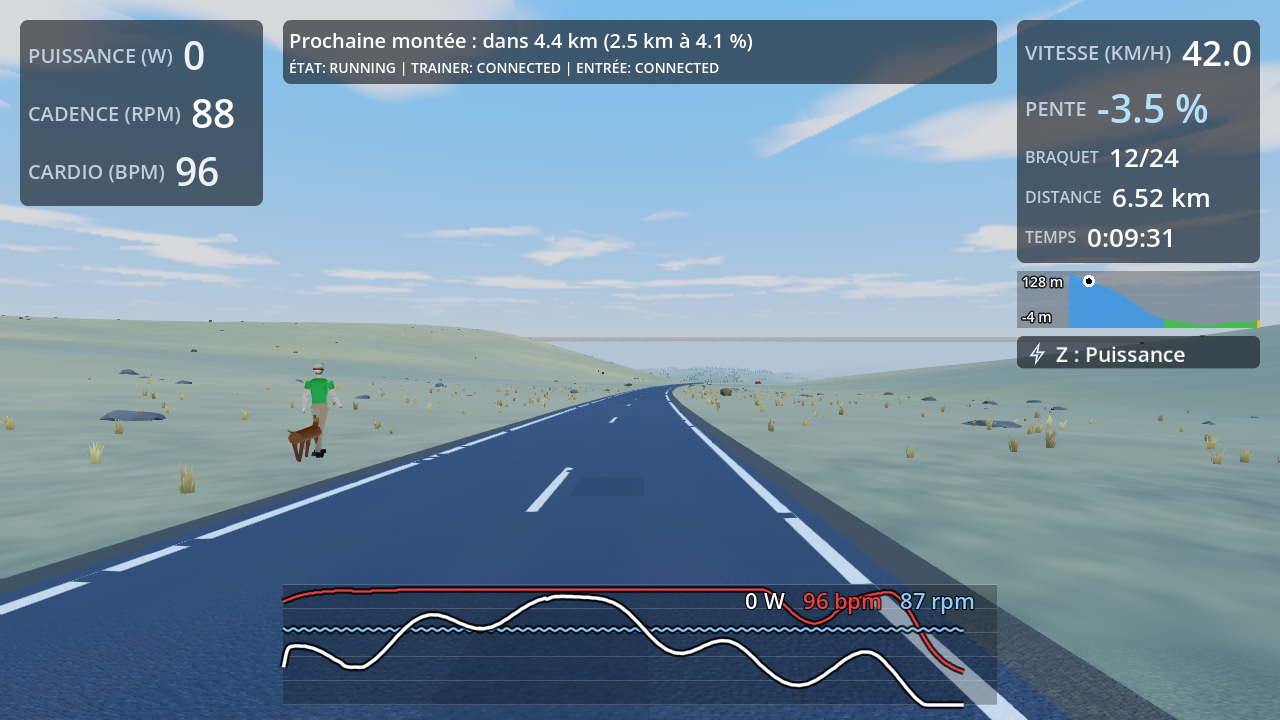 PUISSANCE (W) 0
CADENCE (RPM) 88
CARDIO (BPM) 96
Prochaine montée : dans 4.4 km (2.5 km à 4.1 %)
ÉTAT: RUNNING | TRAINER: CONNECTED | ENTRÉE: CONNECTED
VITESSE (KM/H) 42.0
PENTE -3.5 %
BRAQUET 12/24
DISTANCE 6.52 km
TEMPS 0:09:31
128 m
-4 m
Z : Puissance
0 W 96 bpm 87 rpm